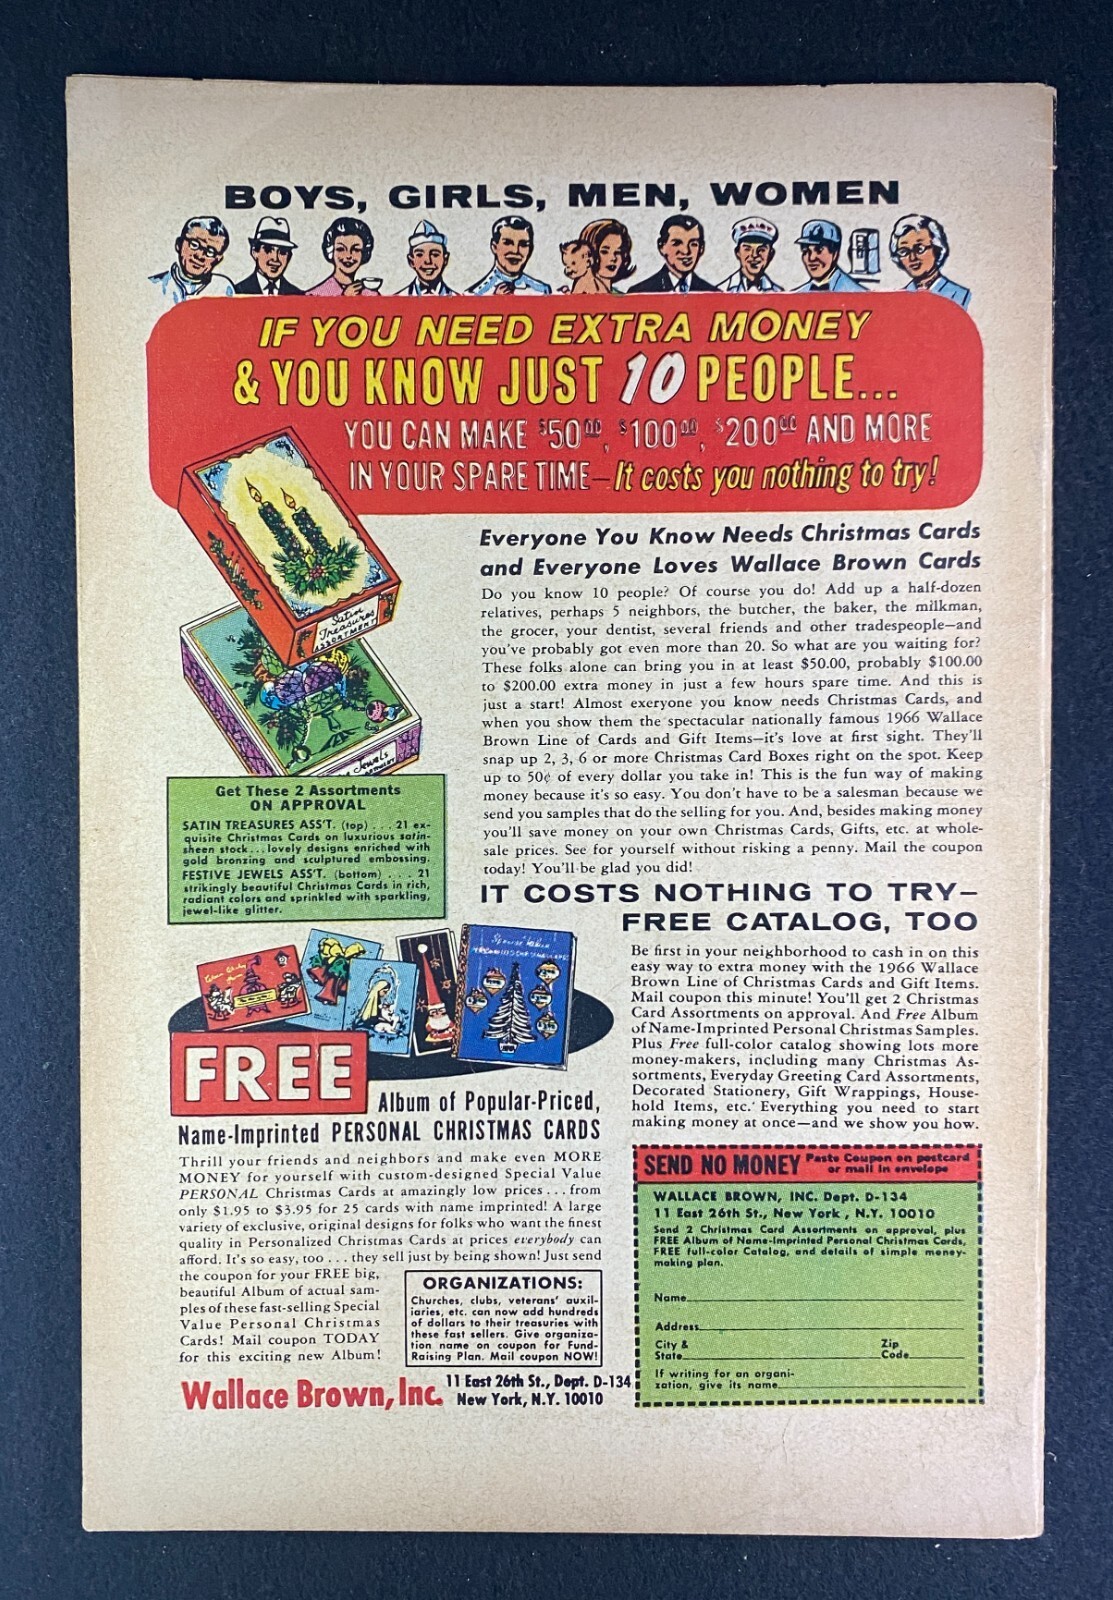 BOYS, GIRLS, MEN, WOMEN
DAIRY
IF YOU NEED EXTRA MONEY
& YOU KNOW JUST 10 PEOPLE...
YOU CAN MAKE $50.00, $100.00, $200.00 AND MORE
IN YOUR SPARE TIME—It costs you nothing to try!
Satin
Treasures
ASSORTMENT
Jewels
Everyone You Know Needs Christmas Cards
and Everyone Loves Wallace Brown Cards
Do you know 10 people? Of course you do! Add up a half-dozen
relatives, perhaps 5 neighbors, the butcher, the baker, the milkman,
the grocer, your dentist, several friends and other tradespeople—and
you've probably got even more than 20. So what are you waiting for?
These folks alone can bring you in at least $50.00, probably $100.00
to $200.00 extra money in just a few hours spare time. And this is
just a start! Almost exeryone you know needs Christmas Cards, and
when you show them the spectacular nationally famous 1966 Wallace
Brown Line of Cards and Gift Items—it's love at first sight. They'll
snap up 2, 3, 6 or more Christmas Card Boxes right on the spot. Keep
up to 50¢ of every dollar you take in! This is the fun way of making
money because it's so easy. You don't have to be a salesman because we
send you samples that do the selling for you. And, besides making money
you'll save money on your own Christmas Cards, Gifts, etc. at whole-
sale prices. See for yourself without risking a penny. Mail the coupon
today! You'll be glad you did!
Get These 2 Assortments
ON APPROVAL
SATIN TREASURES ASS'T. (top) . . . 21 ex-
quisite Christmas Cards on luxurious satin-
sheen stock...lovely designs enriched with
gold bronzing and sculptured embossing.
FESTIVE JEWELS ASS'T. (bottom) . . . 21
strikingly beautiful Christmas Cards in rich,
radiant colors and sprinkled with sparkling,
jewel-like glitter.
IT COSTS NOTHING TO TRY—
FREE CATALOG, TOO
Be first in your neighborhood to cash in on this
easy way to extra money with the 1966 Wallace
Brown Line of Christmas Cards and Gift Items.
Mail coupon this minute! You'll get 2 Christmas
Card Assortments on approval. And Free Album
of Name-Imprinted Personal Christmas Samples.
Plus Free full-color catalog showing lots more
money-makers, including many Christmas As-
sortments, Everyday Greeting Card Assortments,
Decorated Stationery, Gift Wrappings, House-
hold Items, etc. Everything you need to start
making money at once—and we show you how.
Special Value
FREE
Album of Popular-Priced,
Name-Imprinted PERSONAL CHRISTMAS CARDS
Thrill your friends and neighbors and make even MORE
MONEY for yourself with custom-designed Special Value
PERSONAL Christmas Cards at amazingly low prices . . . from
only $1.95 to $3.95 for 25 cards with name imprinted! A large
variety of exclusive, original designs for folks who want the finest
quality in Personalized Christmas Cards at prices everybody can
afford. It's so easy, too . . . they sell just by being shown! Just send
the coupon for your FREE big,
beautiful Album of actual sam-
ples of these fast-selling Special
Value Personal Christmas
Cards! Mail coupon TODAY
for this exciting new Album!
ORGANIZATIONS:
Churches, clubs, veterans' auxil-
iaries, etc. can now add hundreds
of dollars to their treasuries with
these fast sellers. Give organiza-
tion name on coupon for Fund-
Raising Plan. Mail coupon NOW!
Wallace Brown, Inc. 11 East 26th St., Dept. D-134
New York, N.Y. 10010
SEND NO MONEY Paste Coupon on postcard
or mail in envelope
WALLACE BROWN, INC. Dept. D-134
11 East 26th St., New York, N.Y. 10010
Send 2 Christmas Card Assortments on approval, plus
FREE Album of Name-Imprinted Personal Christmas Cards,
FREE full-color Catalog, and details of simple money-
making plan.
Name
Address
City & State Zip Code
If writing for an organi-
zation, give its name